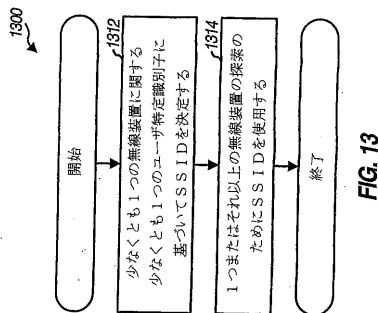 1300
開始
1312
少なくとも１つの無線装置に関する
少なくとも１つのユーザ特定識別子に
基づいてＳＳＩＤを決定する
1314
１つまたはそれ以上の無線装置の探索の
ためにＳＳＩＤを使用する
終了
FIG. 13